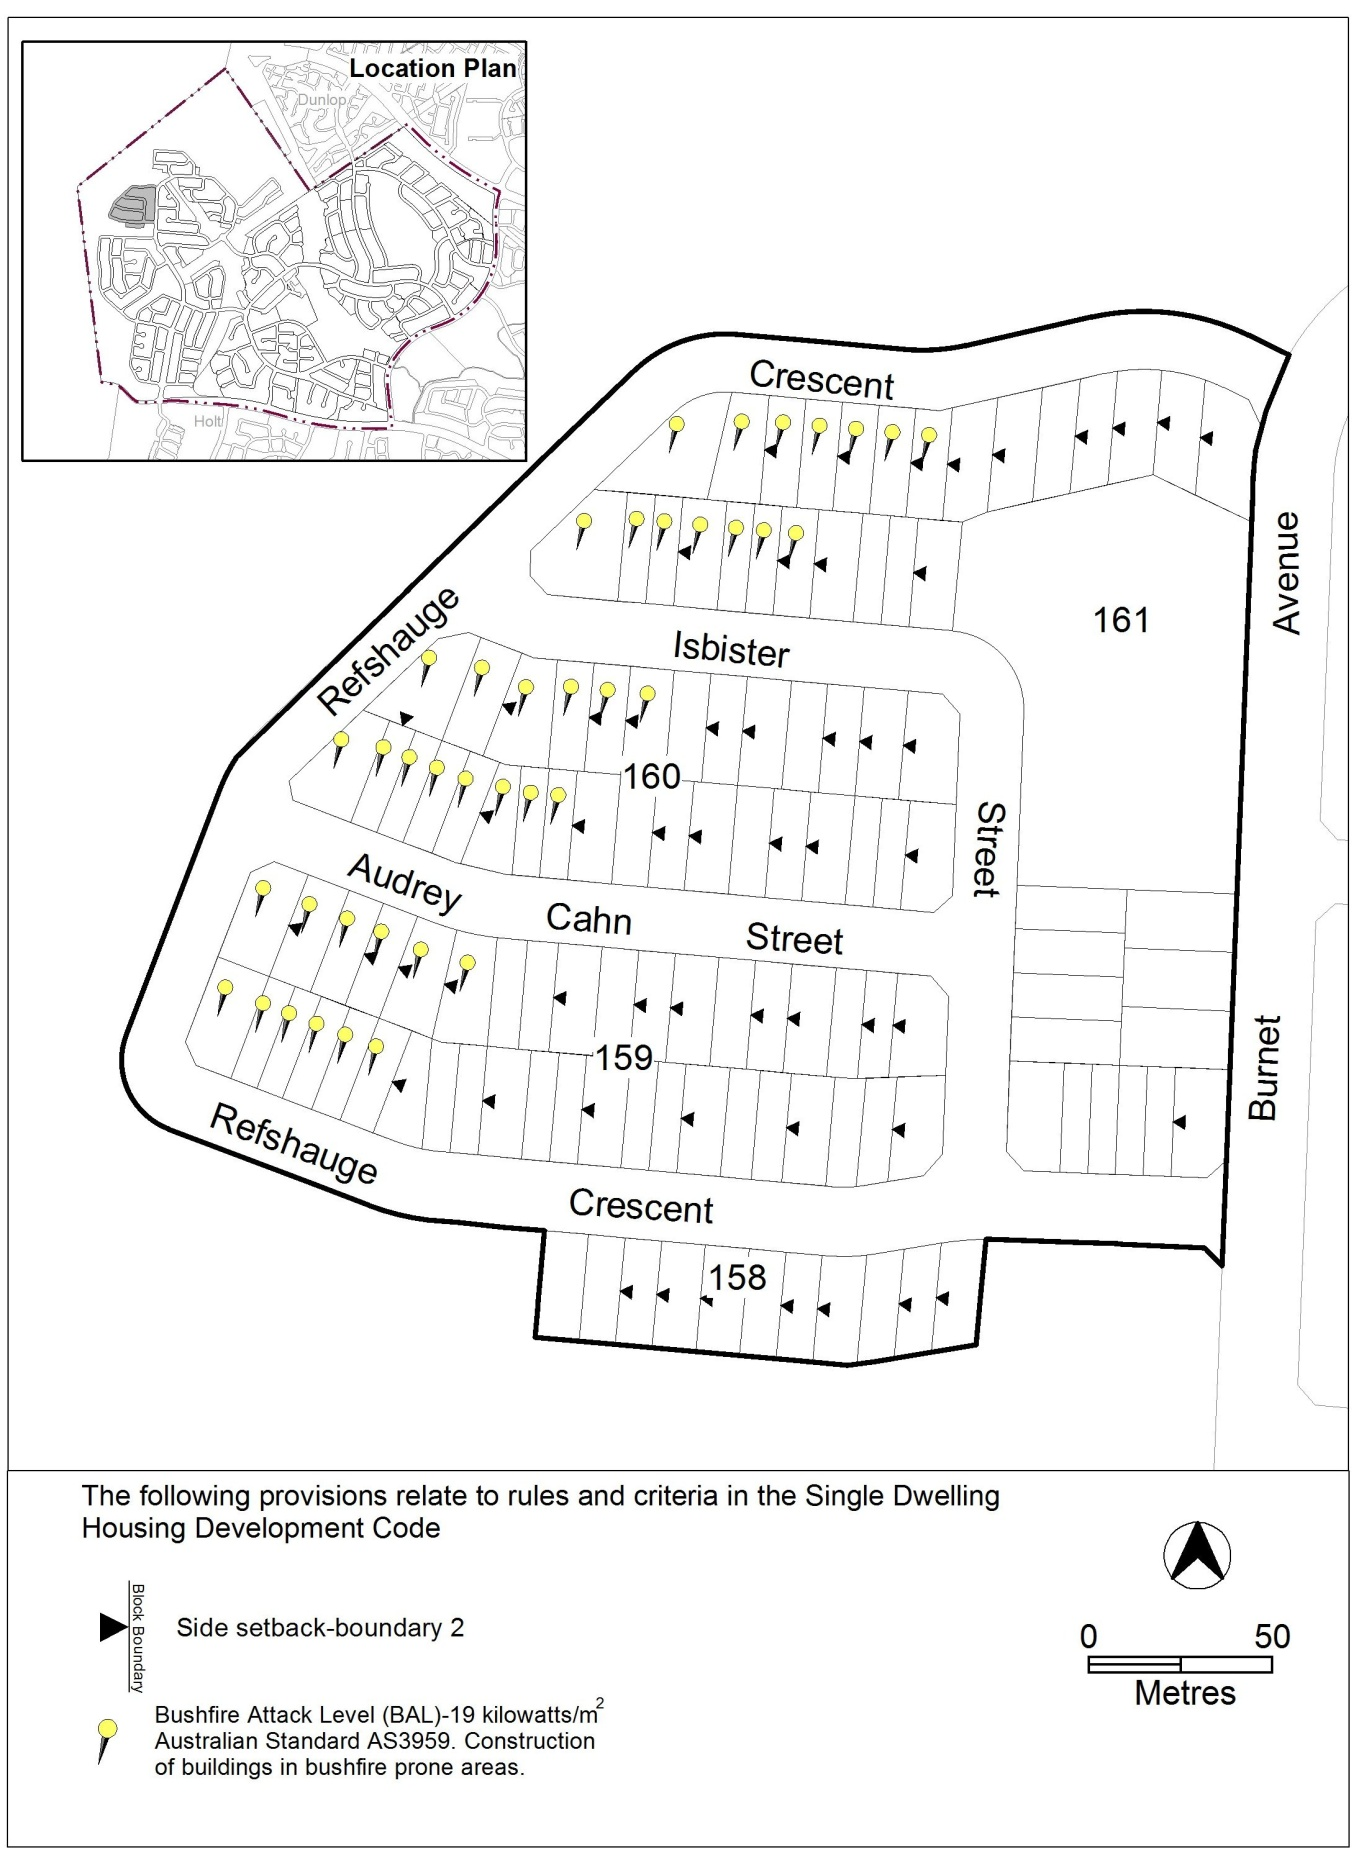 Location Plan
Dunlop
Holt
Crescent
Avenue
161
Refshauge
Isbister
160
Street
Audrey
Cahn
Street
159
Burnet
Refshauge
Crescent
158
The following provisions relate to rules and criteria in the Single Dwelling
Housing Development Code
Block Boundary
Side setback-boundary 2
Bushfire Attack Level (BAL)-19 kilowatts/m²
Australian Standard AS3959. Construction
of buildings in bushfire prone areas.
0 50
Metres